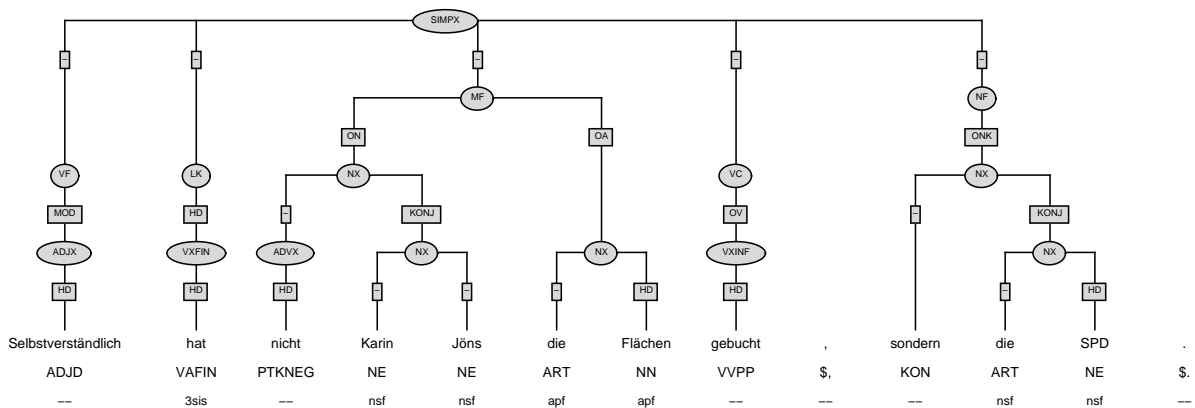 SIMPX
– – – – –
MF NF
ON OA ONK
VF LK NX VC NX
MOD HD – KONJ OV – KONJ
ADJX VXFIN ADVX NX NX VXINF NX
HD HD HD – – – HD HD – HD
Selbstverständlich hat nicht Karin Jöns die Flächen gebucht , sondern die SPD .
ADJD VAFIN PTKNEG NE NE ART NN VVPP $, KON ART NE $.
–– 3sis –– nsf nsf apf apf –– –– –– nsf nsf ––